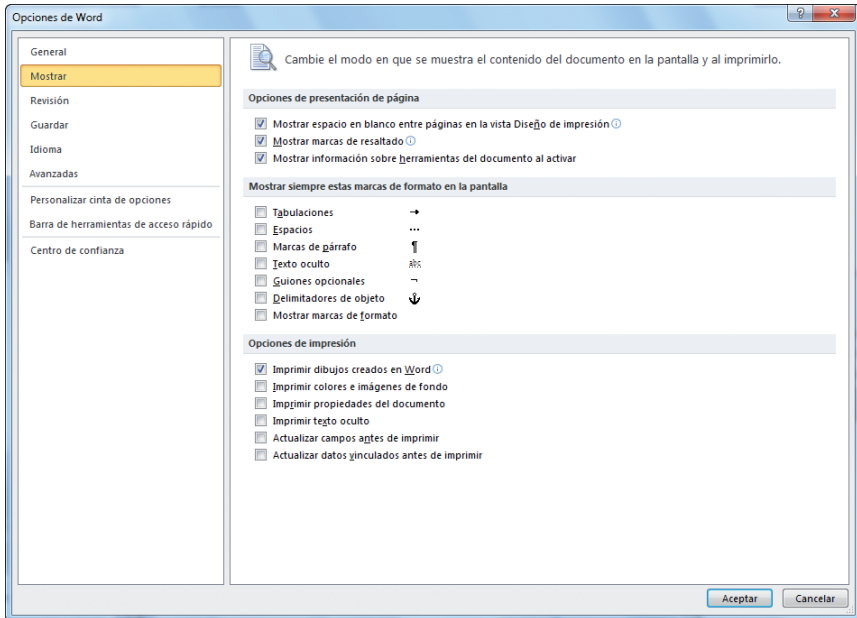 Opciones de Word
General
Mostrar
Revisión
Guardar
Idioma
Avanzadas
Personalizar cinta de opciones
Barra de herramientas de acceso rápido
Centro de confianza
Cambie el modo en que se muestra el contenido del documento en la pantalla y al imprimirlo.
Opciones de presentación de página
Mostrar espacio en blanco entre páginas en la vista Diseño de impresión
Mostrar marcas de resaltado
Mostrar información sobre herramientas del documento al activar
Mostrar siempre estas marcas de formato en la pantalla
Tabulaciones →
Espacios ...
Marcas de párrafo ¶
Texto oculto abc
Guiones opcionales ¬
Delimitadores de objeto
Mostrar marcas de formato
Opciones de impresión
Imprimir dibujos creados en Word
Imprimir colores e imágenes de fondo
Imprimir propiedades del documento
Imprimir texto oculto
Actualizar campos antes de imprimir
Actualizar datos vinculados antes de imprimir
Aceptar Cancelar